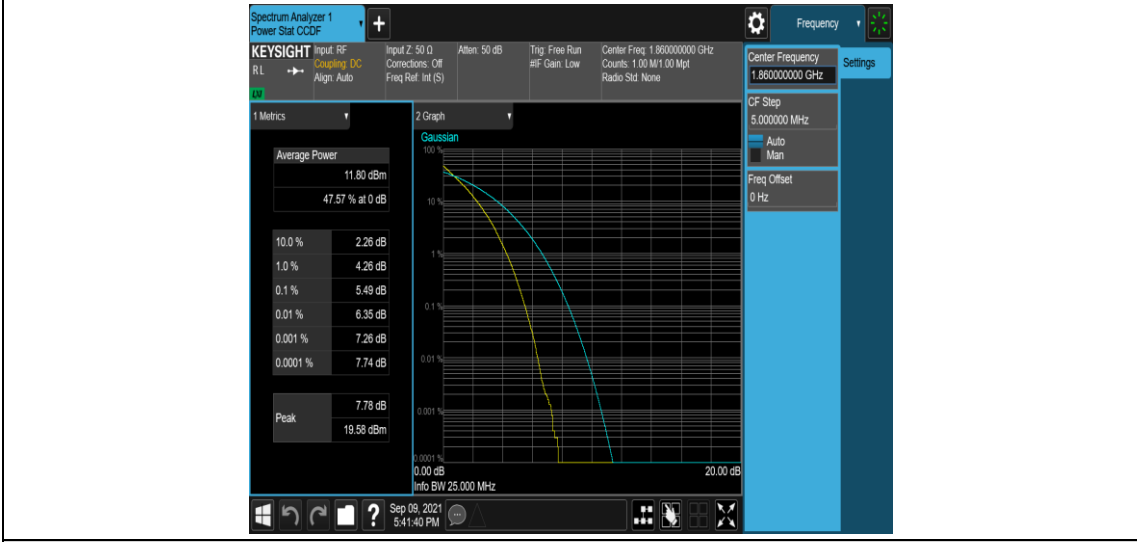 Spectrum Analyzer 1
Power Stat CCDF
+
Frequency
KEYSIGHT
RL
LXI
Input: RF
Coupling: DC
Align: Auto
Input Z: 50 Ω
Corrections: Off
Freq Ref: Int (S)
Atten: 50 dB
Trig: Free Run
#IF Gain: Low
Center Freq: 1.860000000 GHz
Counts: 1.00 M/1.00 Mpt
Radio Std: None
Center Frequency
1.860000000 GHz
Settings
CF Step
5.000000 MHz
Auto
Man
Freq Offset
0 Hz
1 Metrics
Average Power
11.80 dBm
47.57 % at 0 dB
10.0 % 2.26 dB
1.0 % 4.26 dB
0.1 % 5.49 dB
0.01 % 6.35 dB
0.001 % 7.26 dB
0.0001 % 7.74 dB
Peak 7.78 dB
19.58 dBm
2 Graph
Gaussian
100 %
10 %
1 %
0.1 %
0.01 %
0.001 %
0.0001 %
0.00 dB 20.00 dB
Info BW 25.000 MHz
?
Sep 09, 2021
5:41:40 PM